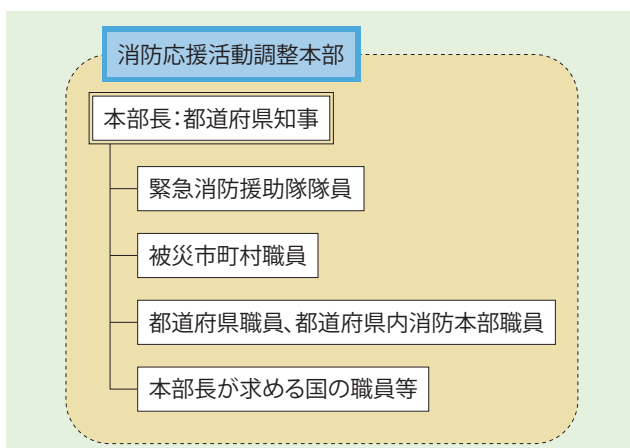 消防応援活動調整本部
本部長：都道府県知事
緊急消防援助隊隊員
被災市町村職員
都道府県職員、都道府県内消防本部職員
本部長が求める国の職員等